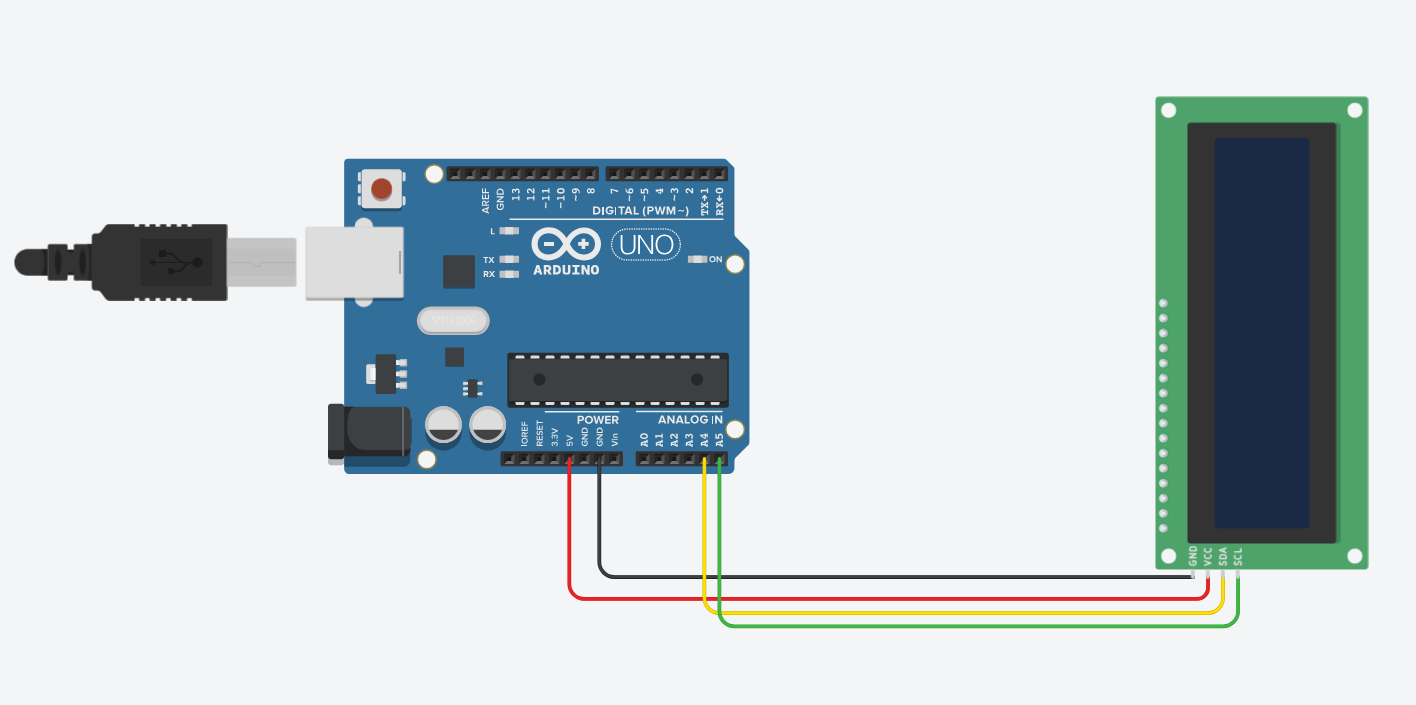 AREF GND 13 12 ~11 ~10 ~9 8 7 ~6 ~5 4 ~3 2 TX→1 RX←0
DIGITAL (PWM~)
L
TX
RX
ARDUINO
UNO
ON
POWER
ANALOG IN
IOREF RESET 3.3V 5V GND GND Vin A0 A1 A2 A3 A4 A5
GND VCC SDA SCL